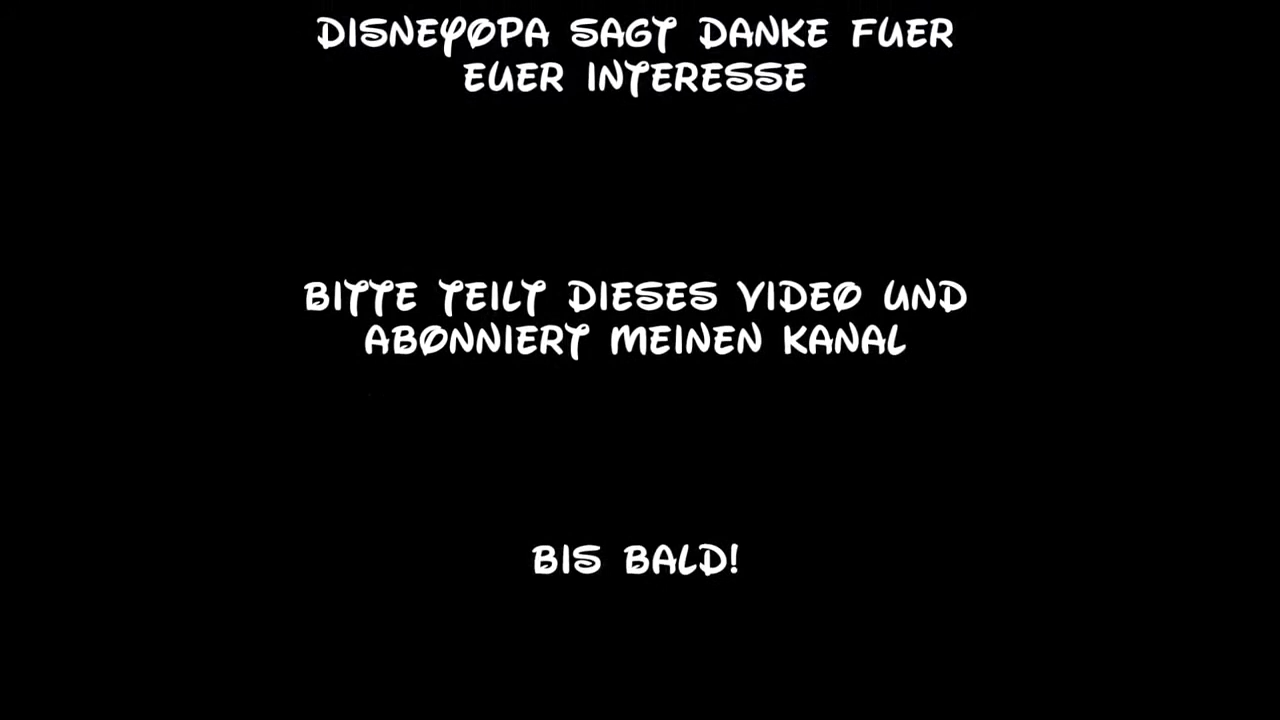 DISNEYOPA SAGT DANKE FUER
EUER INTERESSE
BITTE TEILT DIESES VIDEO UND
ABONNIERT MEINEN KANAL
BIS BALD!